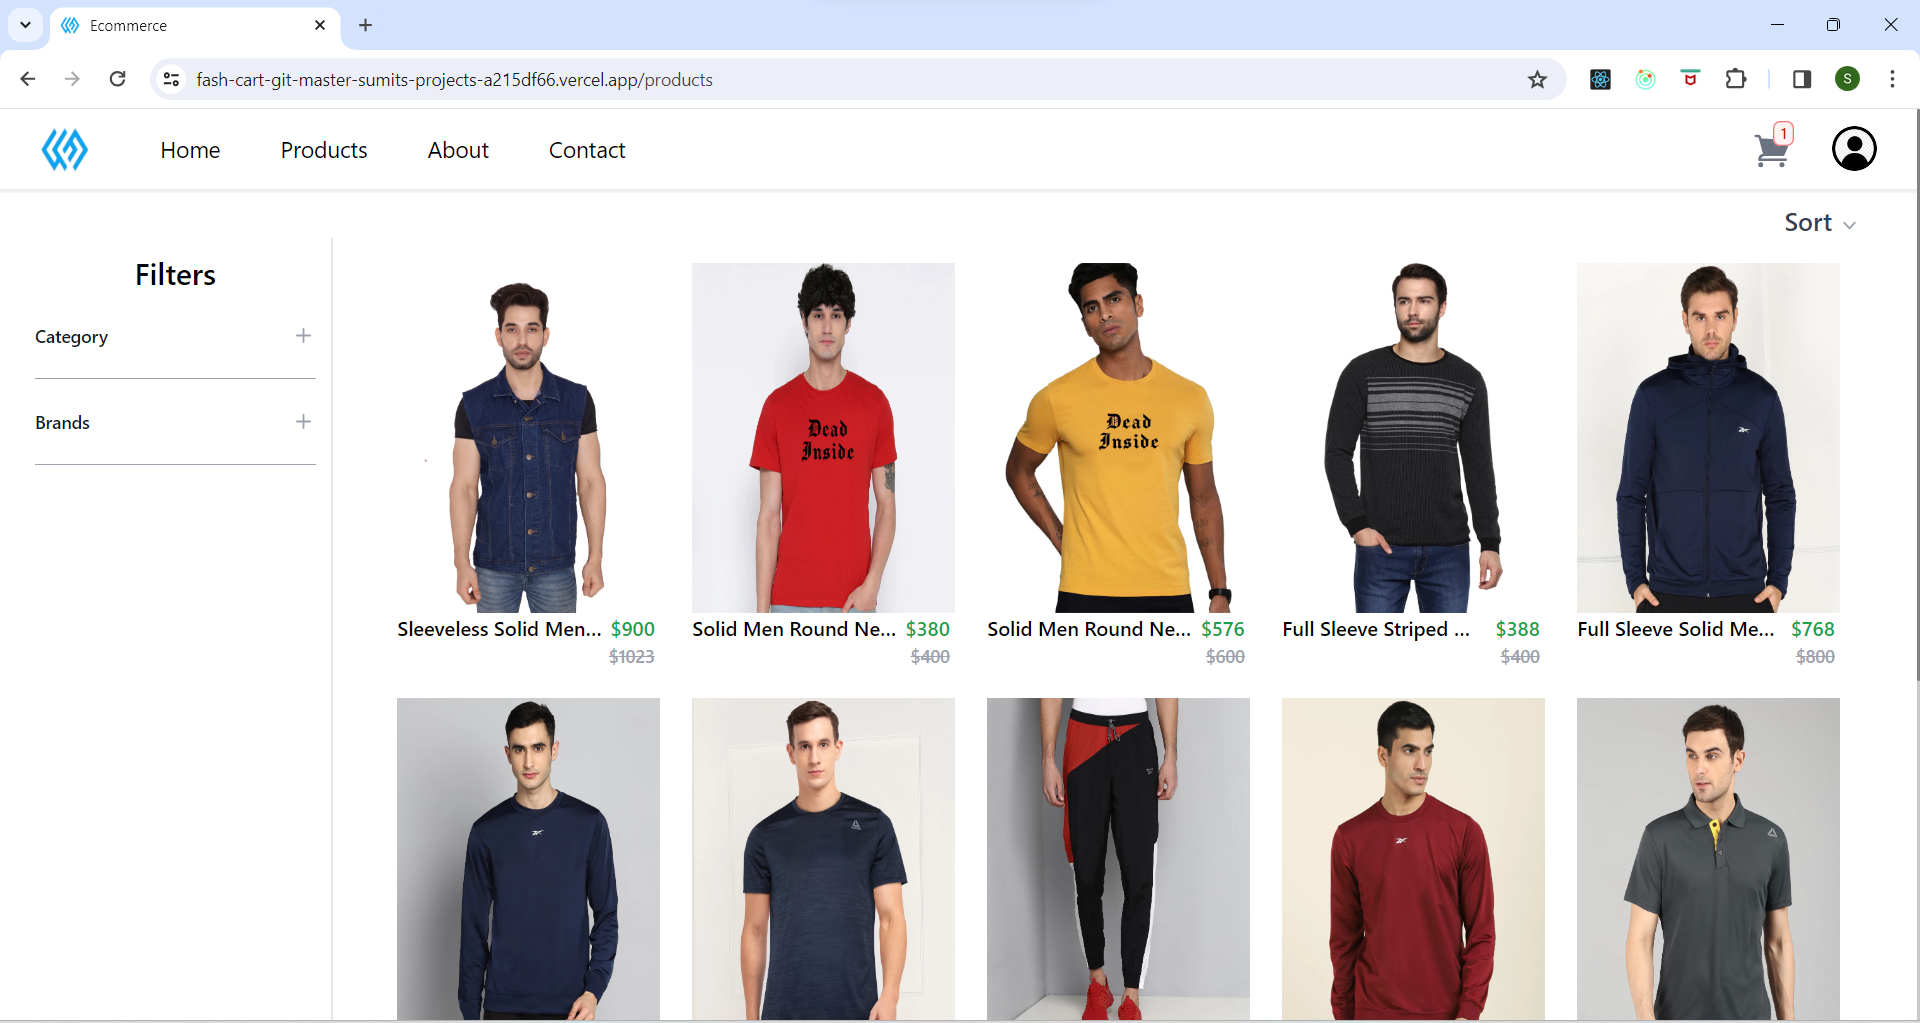 Ecommerce
fash-cart-git-master-sumits-projects-a215df66.vercel.app/products
S
Home
Products
About
Contact
1
Sort
Filters
Category
Brands
Dead
Inside
Dead
Inside
Sleeveless Solid Men... $900
$1023
Solid Men Round Ne... $380
$400
Solid Men Round Ne... $576
$600
Full Sleeve Striped ... $388
$400
Full Sleeve Solid Me... $768
$800